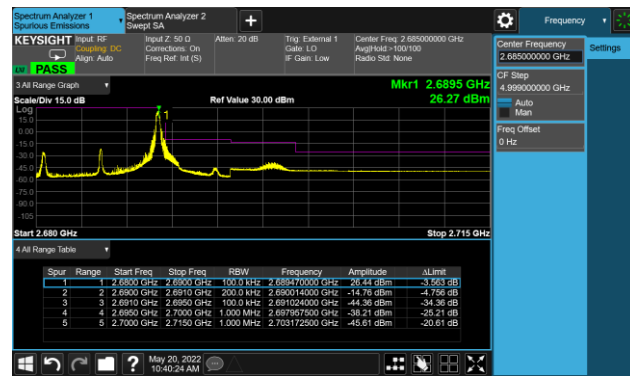 Spectrum Analyzer 1
Spurious Emissions
Spectrum Analyzer 2
Swept SA
Frequency
KEYSIGHT
Input: RF
Coupling: DC
Align: Auto
Input Z: 50 Ω
Corrections: On
Freq Ref: Int (S)
Atten: 20 dB
Trig: External 1
Gate: LO
IF Gain: Low
Center Freq: 2.685000000 GHz
Avg|Hold:>100/100
Radio Std: None
PASS
3 All Range Graph
Scale/Div 15.0 dB
Ref Value 30.00 dBm
Mkr1 2.6895 GHz
26.27 dBm
Log
15.0
0.00
-15.0
-30.0
-45.0
-60.0
-75.0
-90.0
-105
1
Start 2.680 GHz
Stop 2.715 GHz
4 All Range Table
Spur Range Start Freq Stop Freq RBW Frequency Amplitude ΔLimit
1 1 2.6800 GHz 2.6900 GHz 100.0 kHz 2.689470000 GHz 26.44 dBm -3.563 dB
2 2 2.6900 GHz 2.6910 GHz 200.0 kHz 2.690014000 GHz -14.76 dBm -4.756 dB
3 3 2.6910 GHz 2.6950 GHz 100.0 kHz 2.691024000 GHz -44.36 dBm -34.36 dB
4 4 2.6950 GHz 2.7000 GHz 1.000 MHz 2.697957500 GHz -38.21 dBm -25.21 dB
5 5 2.7000 GHz 2.7150 GHz 1.000 MHz 2.703172500 GHz -45.61 dBm -20.61 dB
May 20, 2022
10:40:24 AM
Center Frequency
2.685000000 GHz
Settings
CF Step
4.999000000 GHz
Auto
Man
Freq Offset
0 Hz